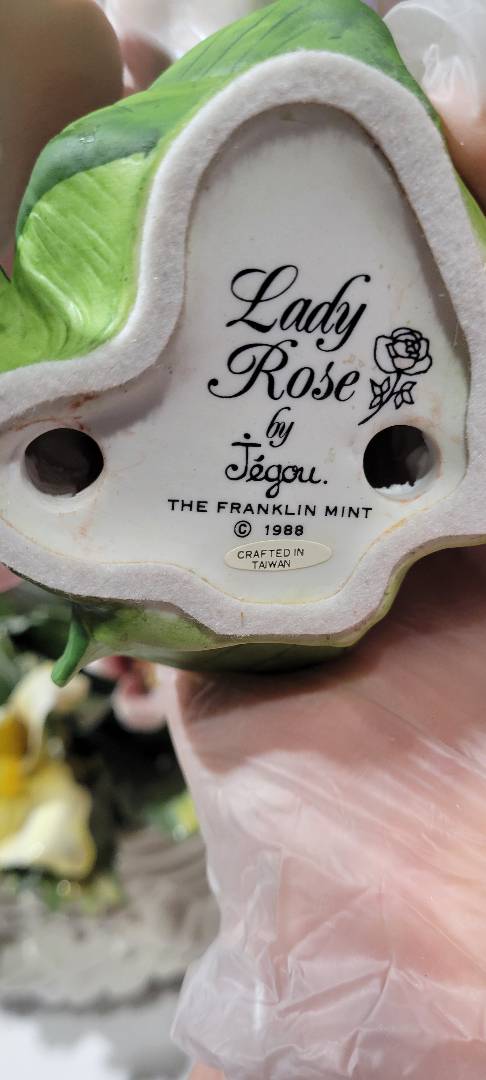 Lady
Rose
by
Jégou.
THE FRANKLIN MINT
© 1988
CRAFTED IN
TAIWAN